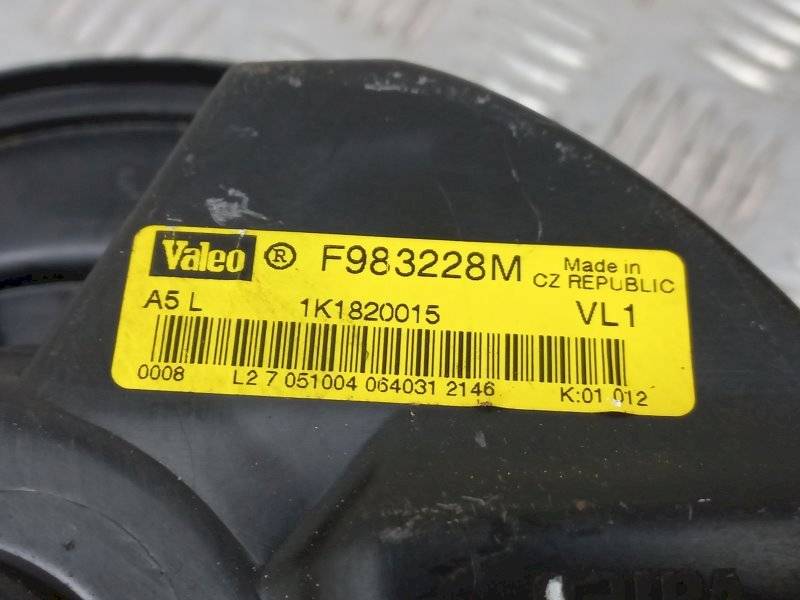 Valeo ® F983228M Made in
CZ REPUBLIC
A5 L 1K1820015 VL1
0008 L2 7 051004 064031 2146 K:01 012